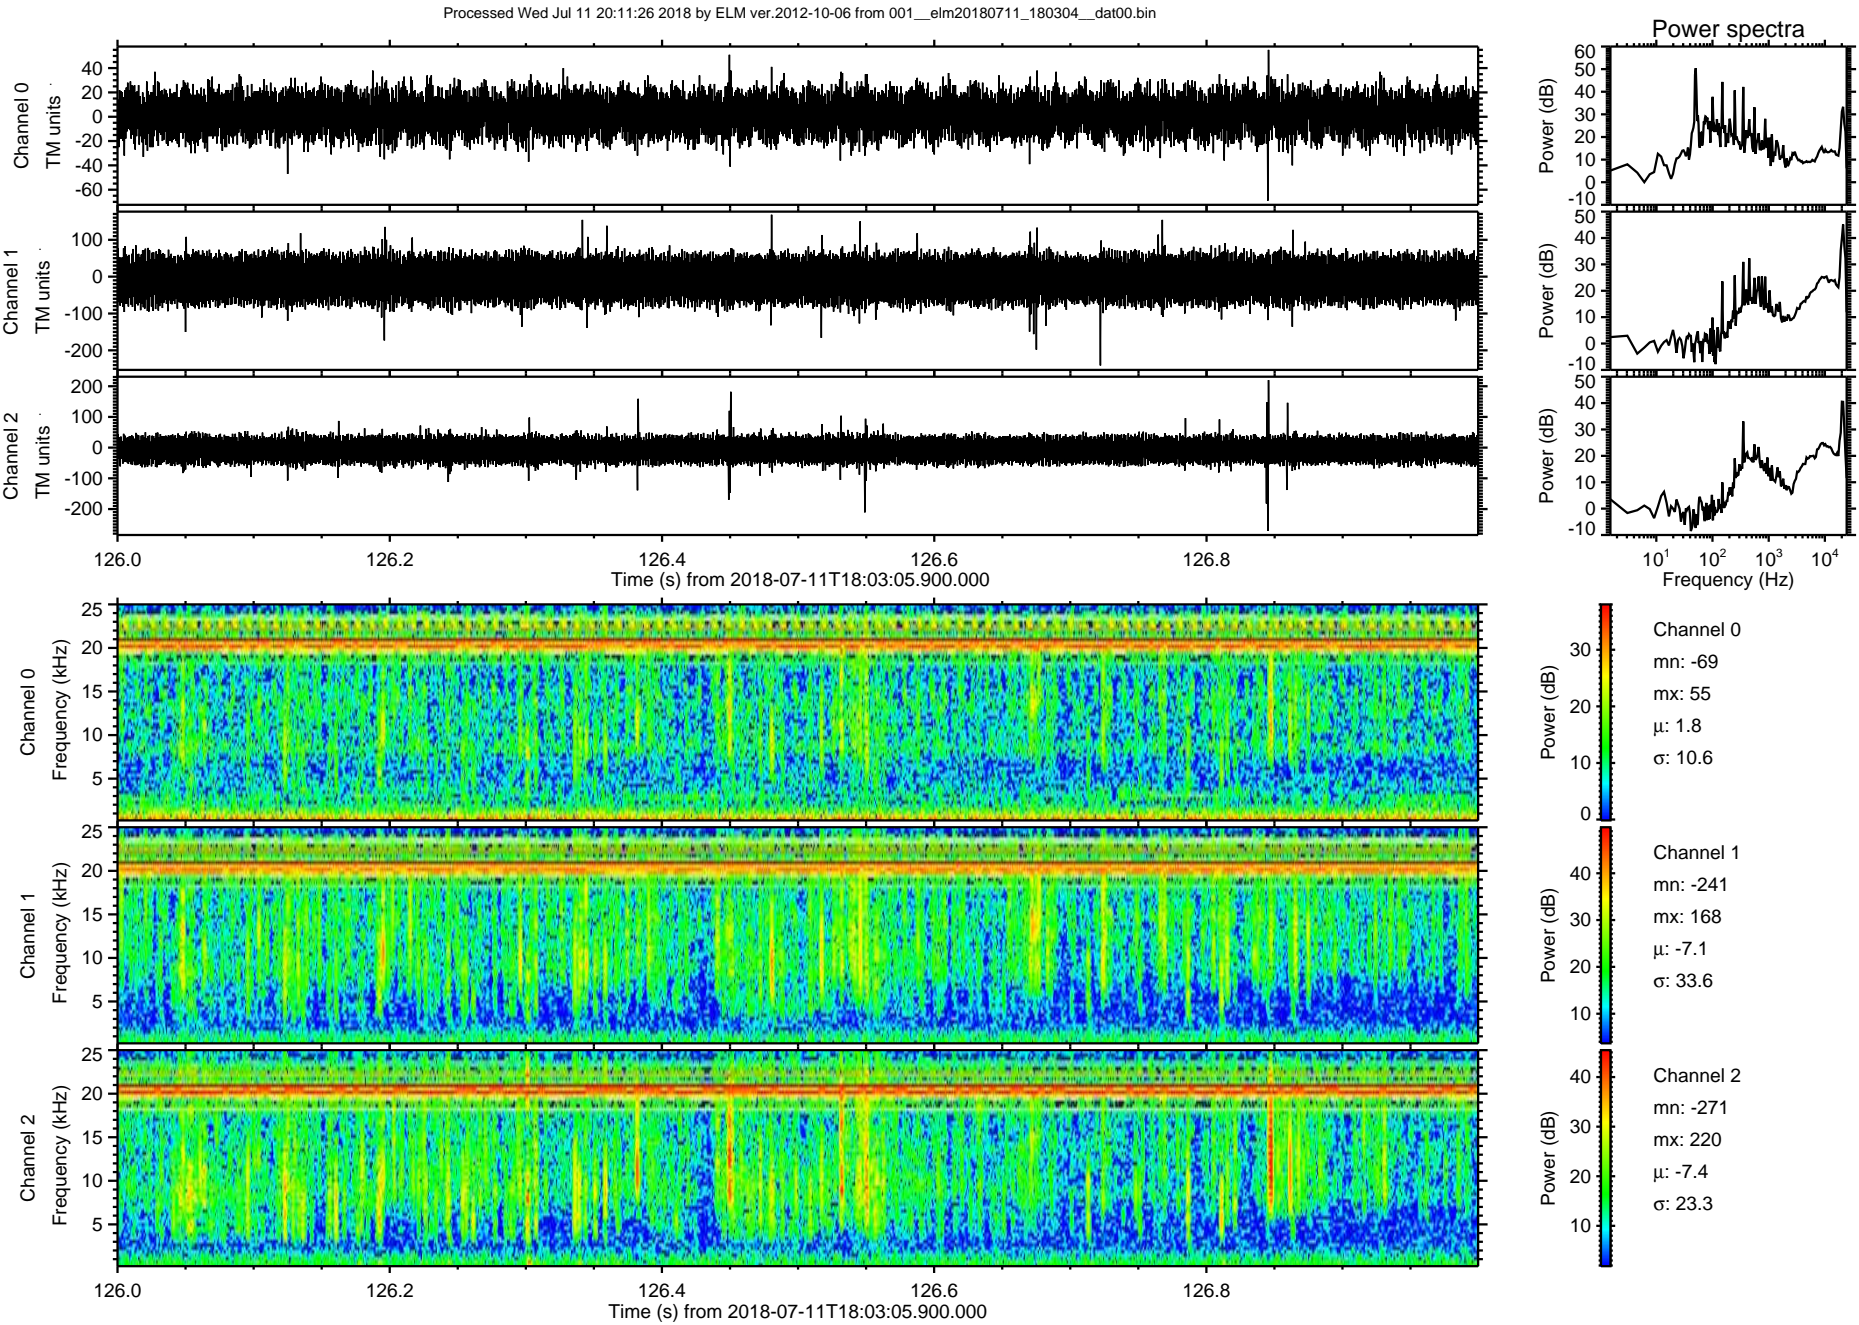 Processed Wed Jul 11 20:11:26 2018 by ELM ver.2012-10-06 from 001__elm20180711_180304__dat00.bin
Power spectra
Channel 0
TM units
40
20
0
-20
-40
-60
Power (dB)
60
50
40
30
20
10
0
-10
Channel 1
TM units
100
0
-100
-200
Power (dB)
50
40
30
20
10
0
-10
Channel 2
TM units
200
100
0
-100
-200
Power (dB)
50
40
30
20
10
0
-10
126.0 126.2 126.4 126.6 126.8
Time (s) from 2018-07-11T18:03:05.900.000
10^1 10^2 10^3 10^4
Frequency (Hz)
Channel 0
Frequency (kHz)
25
20
15
10
5
Power (dB)
30
20
10
0
Channel 0
mn: -69
mx: 55
μ: 1.8
σ: 10.6
Channel 1
Frequency (kHz)
25
20
15
10
5
Power (dB)
40
30
20
10
Channel 1
mn: -241
mx: 168
μ: -7.1
σ: 33.6
Channel 2
Frequency (kHz)
25
20
15
10
5
Power (dB)
40
30
20
10
Channel 2
mn: -271
mx: 220
μ: -7.4
σ: 23.3
126.0 126.2 126.4 126.6 126.8
Time (s) from 2018-07-11T18:03:05.900.000